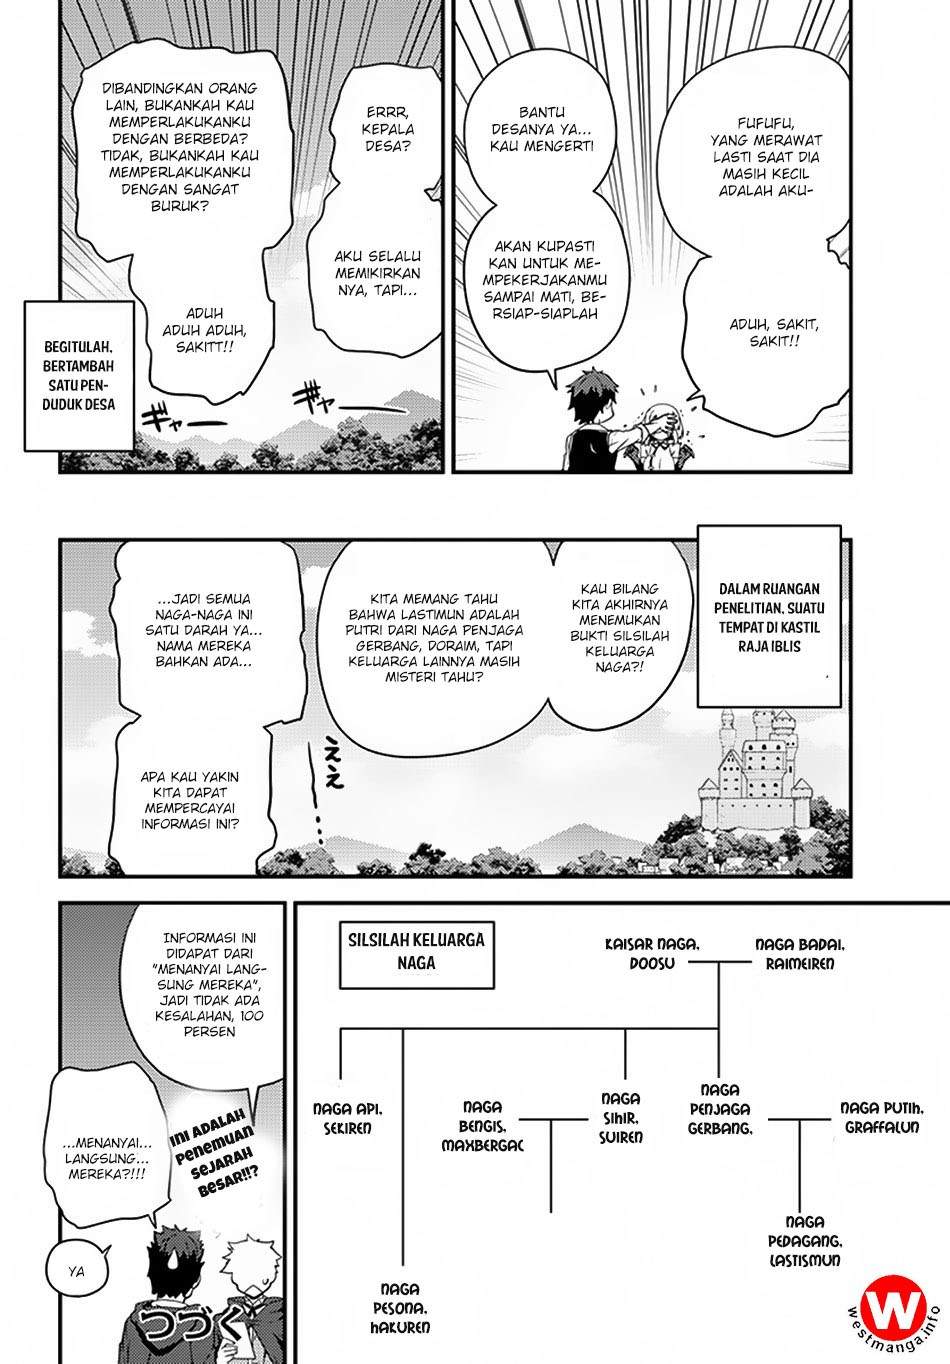 FUFUFU,
YANG MERAWAT
LASTI SAAT DIA
MASIH KECIL
ADALAH AKU-
ADUH, SAKIT,
SAKIT!!
BANTU
DESANYA YA...
KAU MENGERTI
AKAN KUPASTI
KAN UNTUK ME-
MPEKERJAKANMU
SAMPAI MATI, BE-
RSIAP-SIAPLAH
ERRR,
KEPALA
DESA?
AKU SELALU
MEMIKIRKAN
NYA, TAPI...
DIBANDINGKAN ORANG
LAIN, BUKANKAH KAU
MEMPERLAKUKANKU
DENGAN BERBEDA?
TIDAK, BUKANKAH KAU
MEMPERLAKUKANKU
DENGAN SANGAT
BURUK?
ADUH
ADUH ADUH,
SAKITT!!
ギャー
ギャー
BEGITULAH,
BERTAMBAH
SATU PEN-
DUDUK DESA
DALAM RUANGAN
PENELITIAN, SUATU
TEMPAT DI KASTIL
RAJA IBLIS
KAU BILANG
KITA AKHIRNYA
MENEMUKAN
BUKTI SILSILAH
KELUARGA
NAGA?!
KITA MEMANG TAHU
BAHWA LASTIMUN ADALAH
PUTRI DARI NAGA PENJAGA
GERBANG, DORAIM, TAPI
KELUARGA LAINNYA MASIH
MISTERI TAHU?
ええ...
...JADI SEMUA
NAGA-NAGA INI
SATU DARAH YA...
NAMA MEREKA
BAHKAN ADA...
APA KAU YAKIN
KITA DAPAT
MEMPERCAYAI
INFORMASI INI?
SILSILAH KELUARGA
NAGA
KAISAR NAGA,
DOOSU
NAGA BADAI,
RAIMEIREN
NAGA API,
SEKIREN
NAGA
BENGIS,
MAXBERGAC
NAGA
SIHIR,
SUIREN
NAGA
PENJAGA
GERBANG,
NAGA PUTIH,
GRAFFALUN
NAGA
PEDAGANG,
LASTISMUN
NAGA
PESONA,
HAKUREN
INFORMASI INI
DIDAPAT DARI
"MENANYAI LANG-
SUNG MEREKA",
JADI TIDAK ADA
KESALAHAN, 100
PERSEN
INI ADALAH
PENEMUAN
SEJARAH
BESAR!!?
...MENANYAI...
LANGSUNG...
MEREKA?!!!
YA
つづく
W
westmanga.info